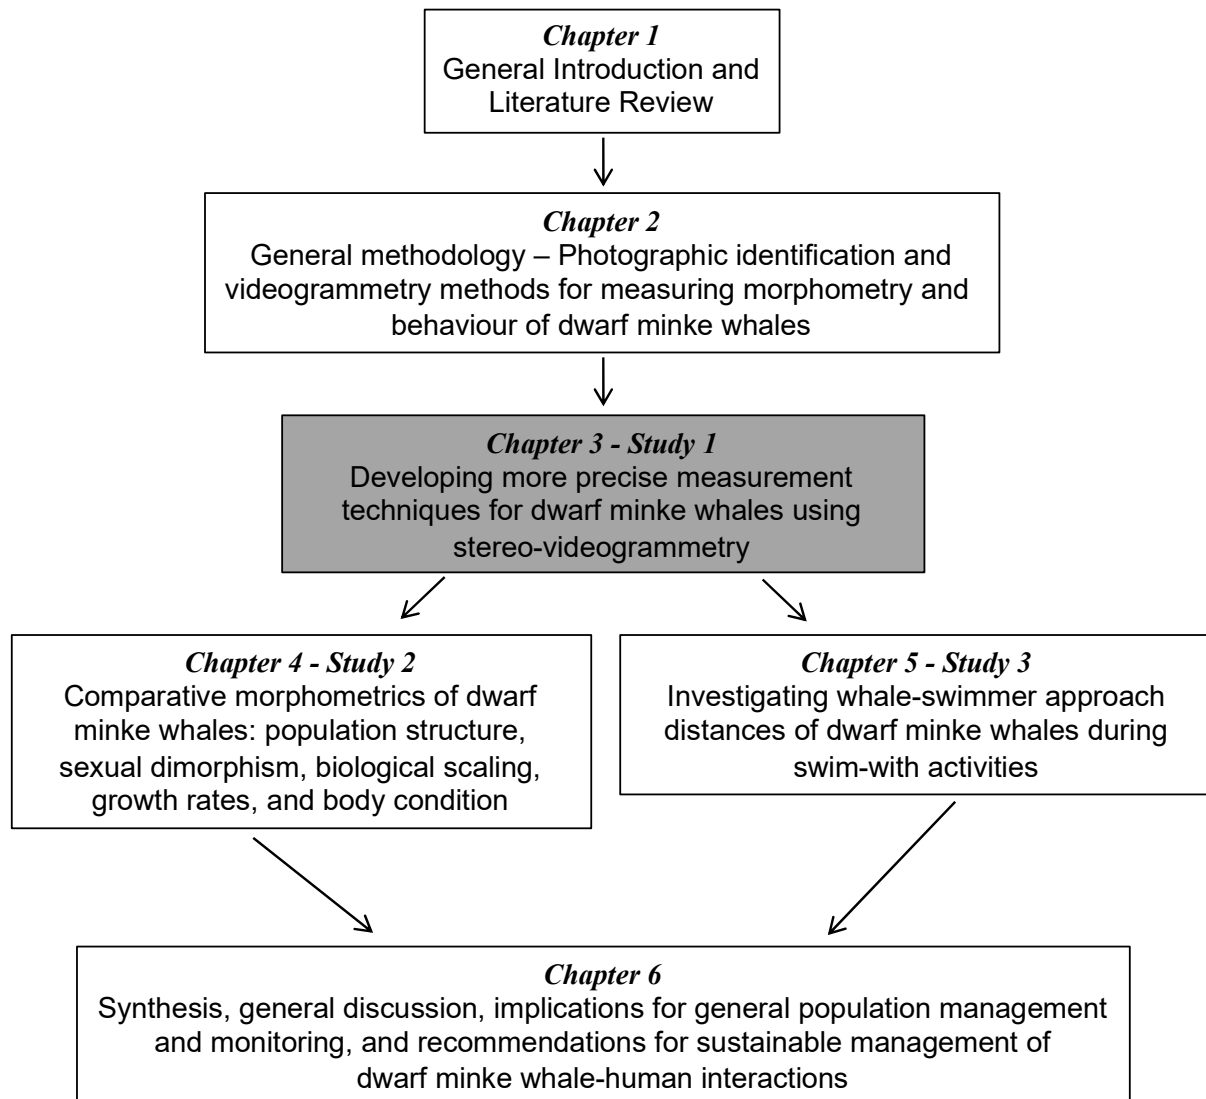 Chapter 1
General Introduction and
Literature Review
Chapter 2
General methodology – Photographic identification and
videogrammetry methods for measuring morphometry and
behaviour of dwarf minke whales
Chapter 3 - Study 1
Developing more precise measurement
techniques for dwarf minke whales using
stereo-videogrammetry
Chapter 4 - Study 2
Comparative morphometrics of dwarf
minke whales: population structure,
sexual dimorphism, biological scaling,
growth rates, and body condition
Chapter 5 - Study 3
Investigating whale-swimmer approach
distances of dwarf minke whales during
swim-with activities
Chapter 6
Synthesis, general discussion, implications for general population management
and monitoring, and recommendations for sustainable management of
dwarf minke whale-human interactions